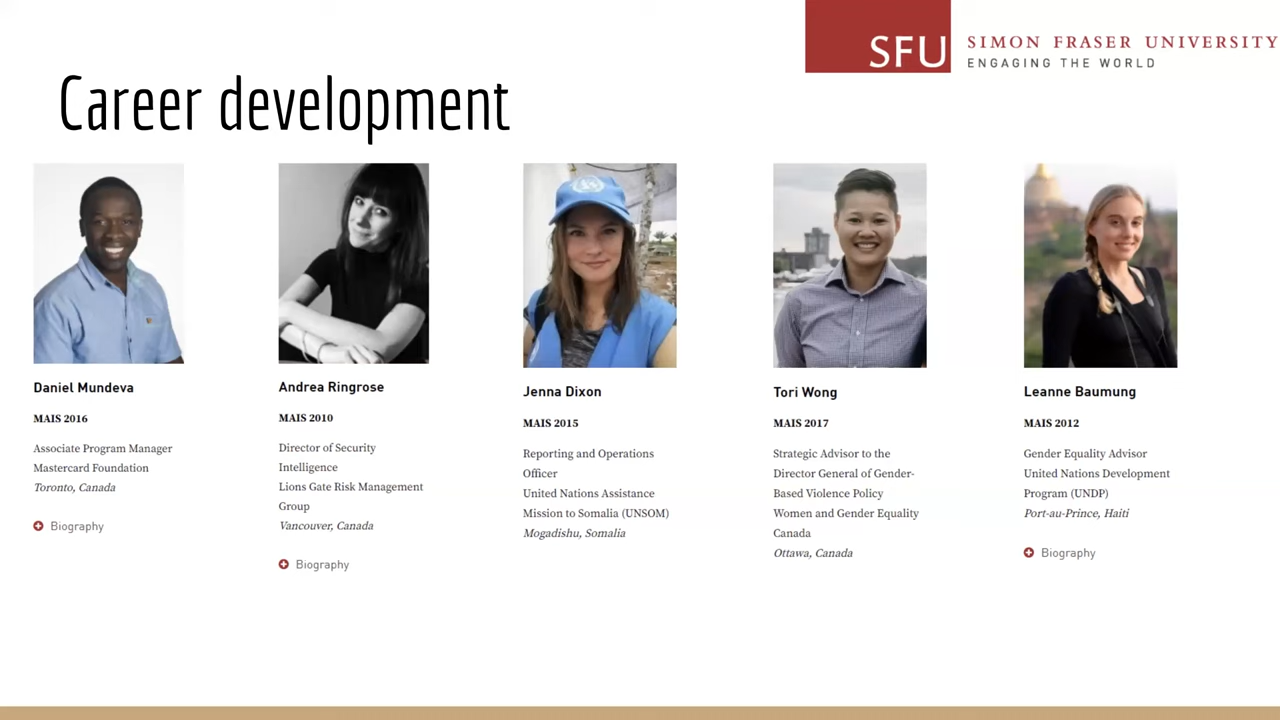 SFU
SIMON FRASER UNIVERSITY
ENGAGING THE WORLD
Career development
Daniel Mundeva
MAIS 2016
Associate Program Manager
Mastercard Foundation
Toronto, Canada
Biography
Andrea Ringrose
MAIS 2010
Director of Security
Intelligence
Lions Gate Risk Management
Group
Vancouver, Canada
Biography
Jenna Dixon
MAIS 2015
Reporting and Operations
Officer
United Nations Assistance
Mission to Somalia (UNSOM)
Mogadishu, Somalia
Tori Wong
MAIS 2017
Strategic Advisor to the
Director General of Gender-
Based Violence Policy
Women and Gender Equality
Canada
Ottawa, Canada
Leanne Baumung
MAIS 2012
Gender Equality Advisor
United Nations Development
Program (UNDP)
Port-au-Prince, Haiti
Biography